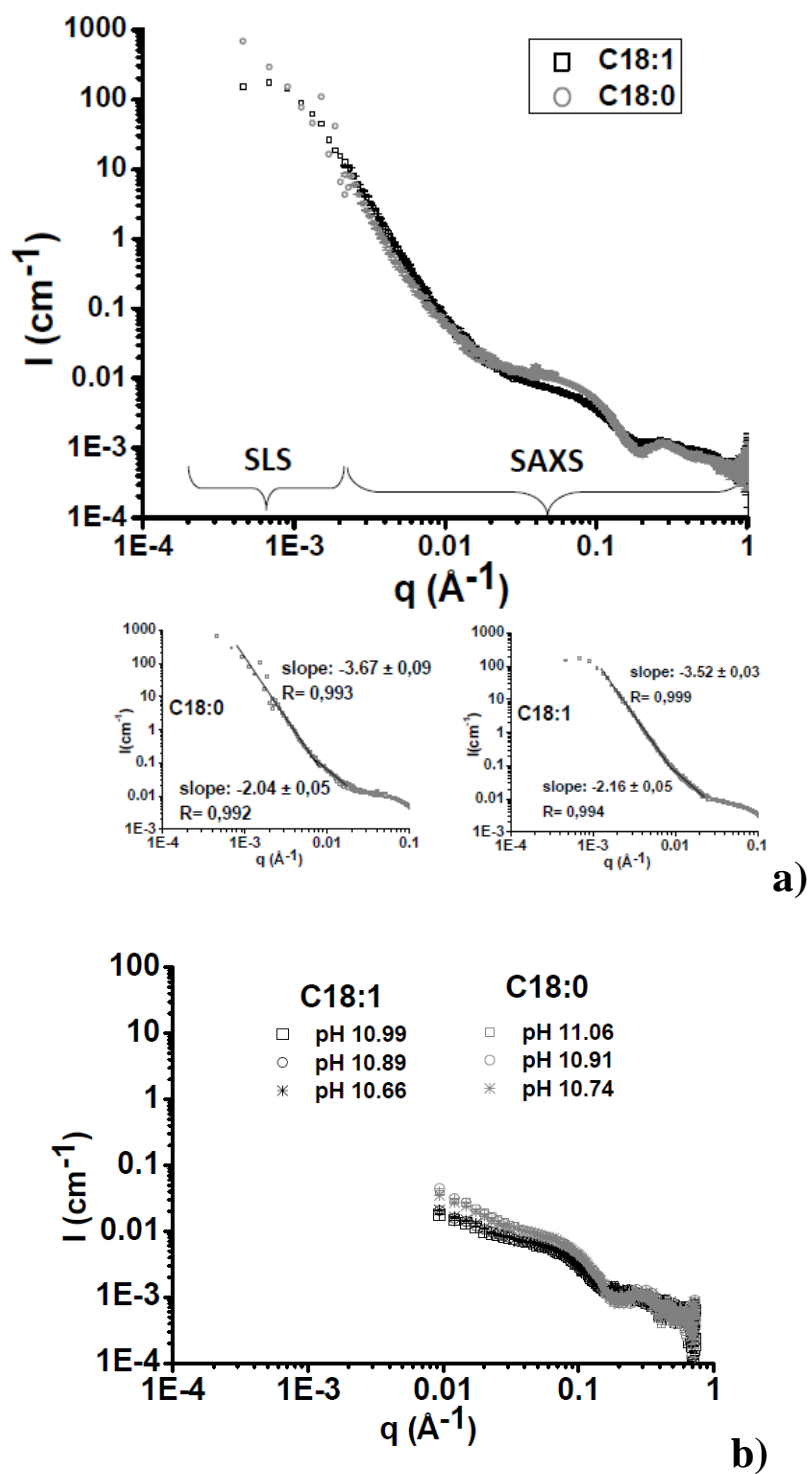 1000
100
10
1
0.1
0.01
1E-3
1E-4
I (cm⁻¹)
C18:1
C18:0
SLS
SAXS
1E-4
1E-3
0.01
0.1
1
q (Å⁻¹)
1000
100
10
1
0.1
0.01
1E-3
I(cm⁻¹)
slope: -3.67 ± 0,09
R= 0,993
C18:0
slope: -2.04 ± 0,05
R= 0,992
1E-4
1E-3
0.01
0.1
q (Å⁻¹)
1000
100
10
1
0.1
0.01
1E-3
I(cm⁻¹)
slope: -3.52 ± 0,03
R= 0,999
C18:1
slope: -2.16 ± 0,05
R= 0,994
1E-4
1E-3
0.01
0.1
q (Å⁻¹)
a)
100
10
1
0.1
0.01
1E-3
1E-4
I (cm⁻¹)
C18:1
pH 10.99
pH 10.89
pH 10.66
C18:0
pH 11.06
pH 10.91
pH 10.74
1E-4
1E-3
0.01
0.1
1
q (Å⁻¹)
b)